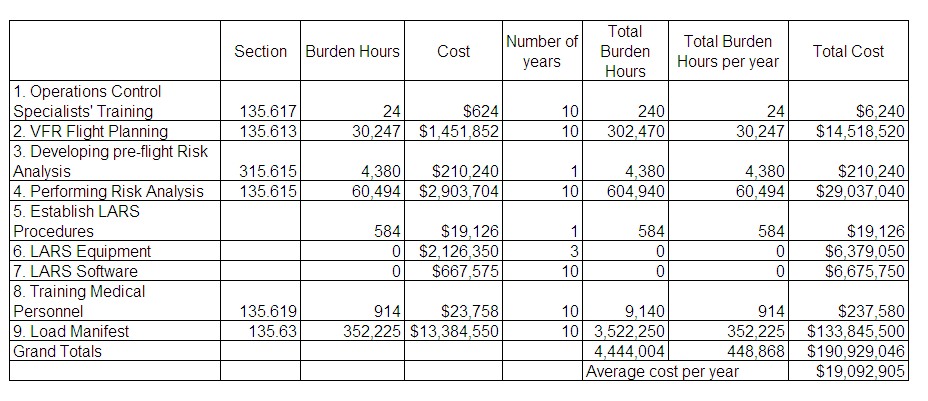 Section Burden Hours Cost Number of years Total Burden Hours Total Burden Hours per year Total Cost
1. Operations Control
Specialists' Training 135.617 24 $624 10 240 24 $6,240
2. VFR Flight Planning 135.613 30,247 $1,451,852 10 302,470 30,247 $14,518,520
3. Developing pre-flight Risk
Analysis 315.615 4,380 $210,240 1 4,380 4,380 $210,240
4. Performing Risk Analysis 135.615 60,494 $2,903,704 10 604,940 60,494 $29,037,040
5. Establish LARS
Procedures 584 $19,126 1 584 584 $19,126
6. LARS Equipment 0 $2,126,350 3 0 0 $6,379,050
7. LARS Software 0 $667,575 10 0 0 $6,675,750
8. Training Medical
Personnel 135.619 914 $23,758 10 9,140 914 $237,580
9. Load Manifest 135.63 352,225 $13,384,550 10 3,522,250 352,225 $133,845,500
Grand Totals 4,444,004 448,868 $190,929,046
Average cost per year $19,092,905